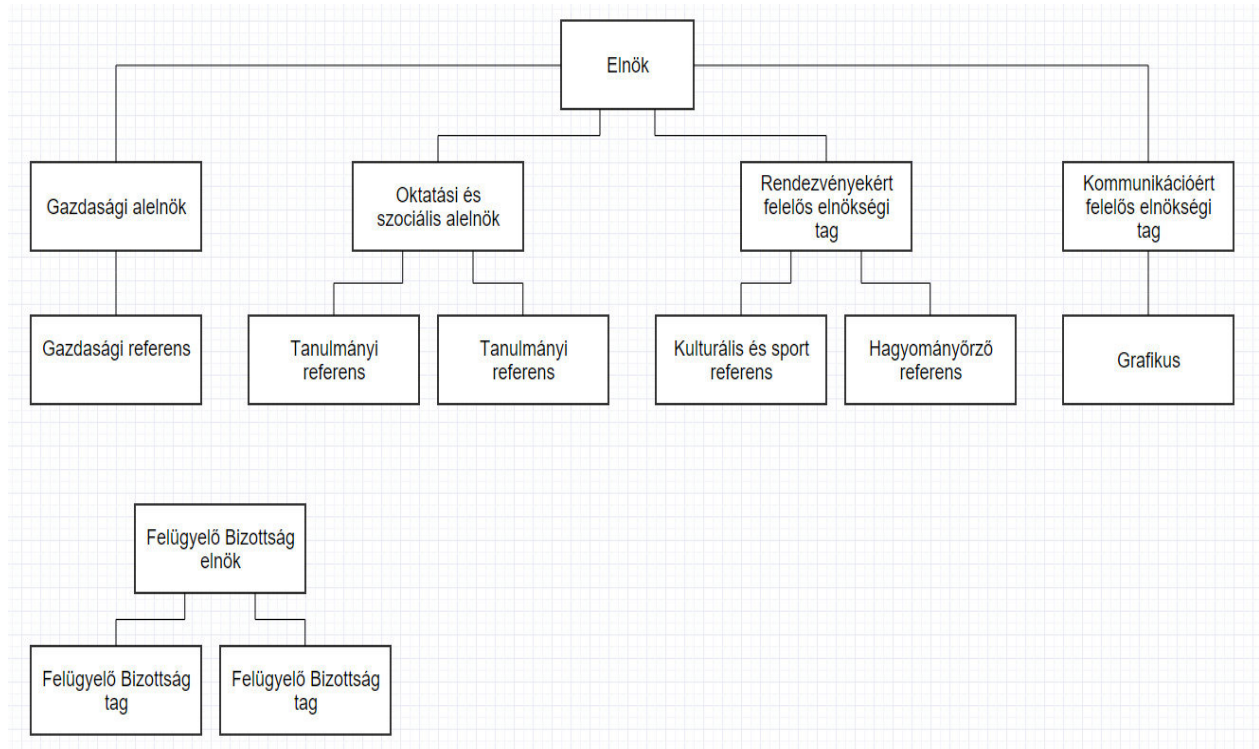 Elnök
Gazdasági alelnök
Oktatási és
szociális alelnök
Rendezvényekért
felelős elnökségi
tag
Kommunikációért
felelős elnökségi
tag
Gazdasági referens
Tanulmányi
referens
Tanulmányi
referens
Kulturális és sport
referens
Hagyományőrző
referens
Grafikus
Felügyelő Bizottság
elnök
Felügyelő Bizottság
tag
Felügyelő Bizottság
tag